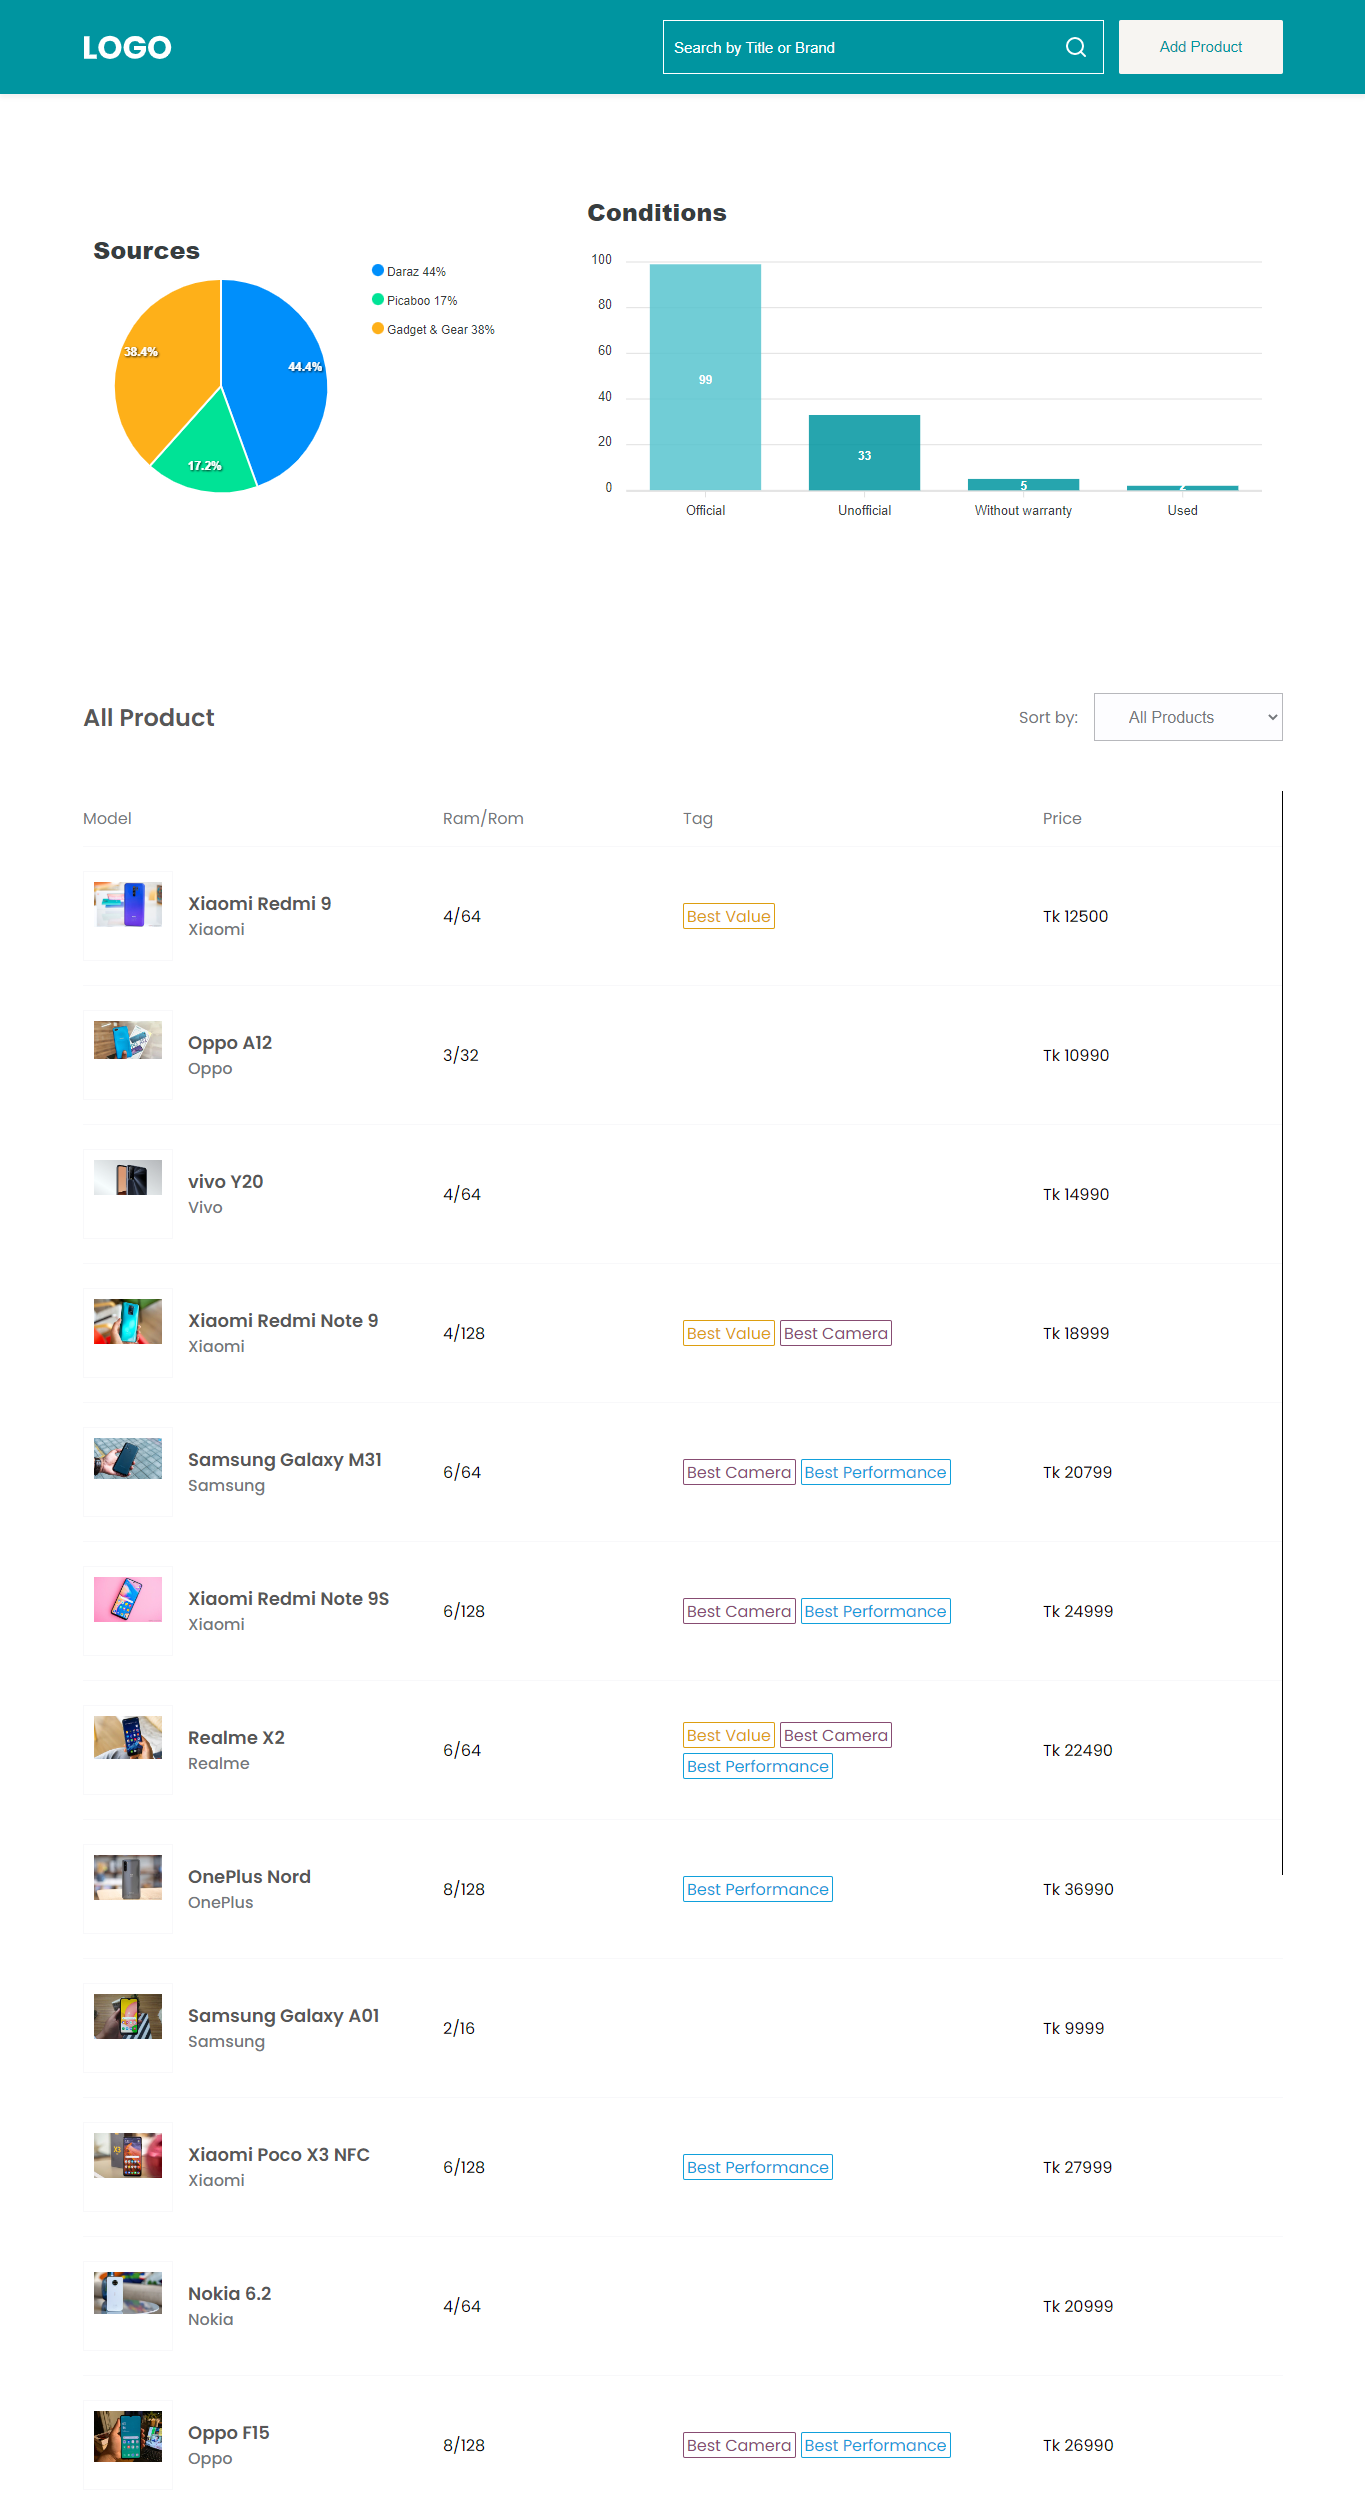 LOGO
Search by Title or Brand
Add Product
Sources
Daraz 44%
Picaboo 17%
Gadget & Gear 38%
38.4%
44.4%
17.2%
Conditions
100
80
60
40
20
0
99
33
5
2
Official
Unofficial
Without warranty
Used
All Product
Sort by:
All Products
Model Ram/Rom Tag Price
Xiaomi Redmi 9
Xiaomi
4/64
Best Value
Tk 12500
Oppo A12
Oppo
3/32
Tk 10990
vivo Y20
Vivo
4/64
Tk 14990
Xiaomi Redmi Note 9
Xiaomi
4/128
Best Value Best Camera
Tk 18999
Samsung Galaxy M31
Samsung
6/64
Best Camera Best Performance
Tk 20799
Xiaomi Redmi Note 9S
Xiaomi
6/128
Best Camera Best Performance
Tk 24999
Realme X2
Realme
6/64
Best Value Best Camera
Best Performance
Tk 22490
OnePlus Nord
OnePlus
8/128
Best Performance
Tk 36990
Samsung Galaxy A01
Samsung
2/16
Tk 9999
Xiaomi Poco X3 NFC
Xiaomi
6/128
Best Performance
Tk 27999
Nokia 6.2
Nokia
4/64
Tk 20999
Oppo F15
Oppo
8/128
Best Camera Best Performance
Tk 26990